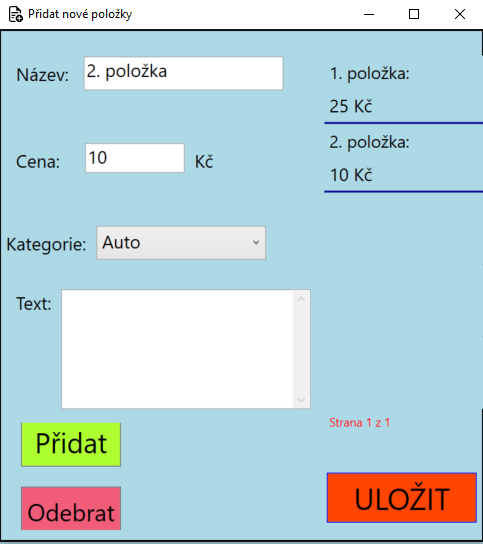 Přidat nové položky
Název: 2. položka
Cena: 10 Kč
Kategorie: Auto
Text:
Přidat
Odebrat
1. položka:
25 Kč
2. položka:
10 Kč
Strana 1 z 1
ULOŽIT